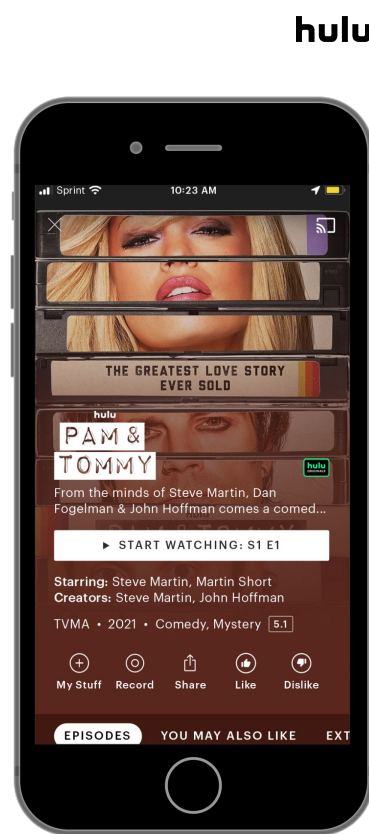 hulu
Sprint 10:23 AM
THE GREATEST LOVE STORY
EVER SOLD
hulu
PAM &
TOMMY
hulu
ORIGINALS
From the minds of Steve Martin, Dan
Fogelman & John Hoffman comes a comed...
START WATCHING: S1 E1
Starring: Steve Martin, Martin Short
Creators: Steve Martin, John Hoffman
TVMA • 2021 • Comedy, Mystery 5.1
My Stuff Record Share Like Dislike
EPISODES YOU MAY ALSO LIKE EXT